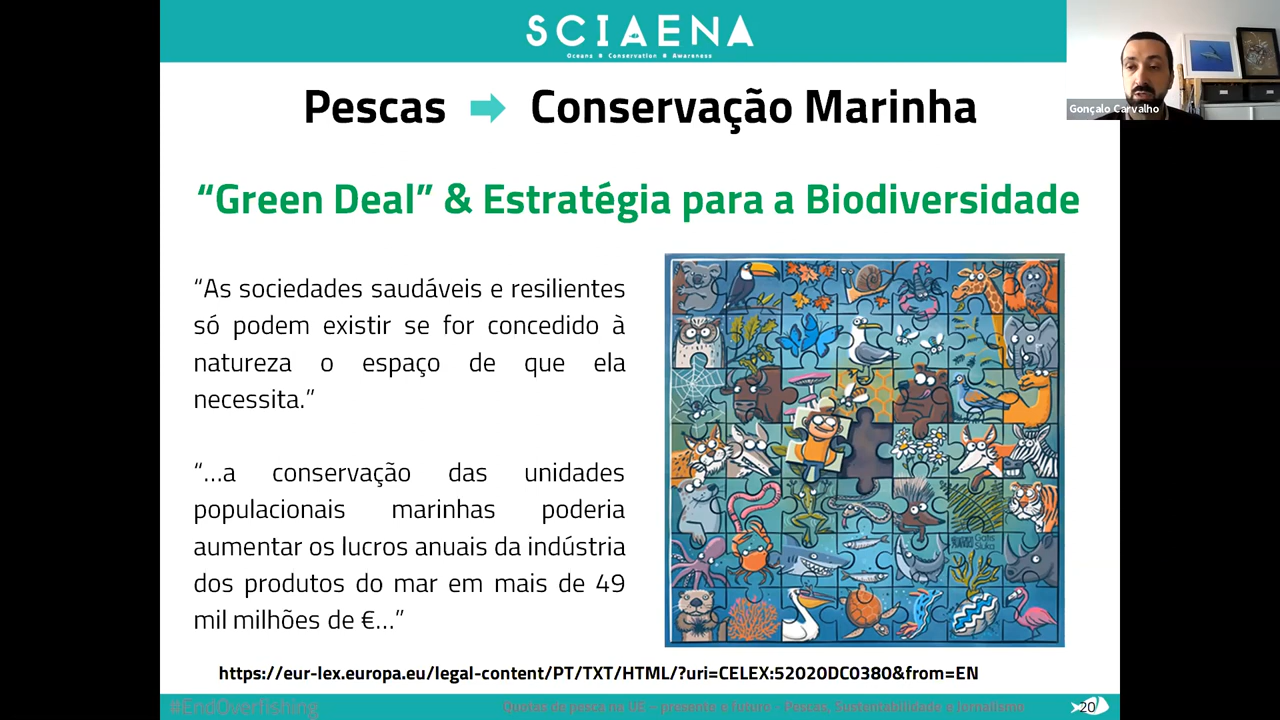 SCIAENA
Oceans # Conservation # Awareness
Gonçalo Carvalho
Pescas Conservação Marinha
“Green Deal” & Estratégia para a Biodiversidade
“As sociedades saudáveis e resilientes
só podem existir se for concedido à
natureza o espaço de que ela
necessita.”
“...a conservação das unidades
populacionais marinhas poderia
aumentar os lucros anuais da indústria
dos produtos do mar em mais de 49
mil milhões de €...”
Gatis
Sluka
https://eur-lex.europa.eu/legal-content/PT/TXT/HTML/?uri=CELEX:52020DC0380&from=EN
#EndOverfishing
Quotas de pesca na UE – presente e futuro - Pescas, Sustentabilidade e Jornalismo
20